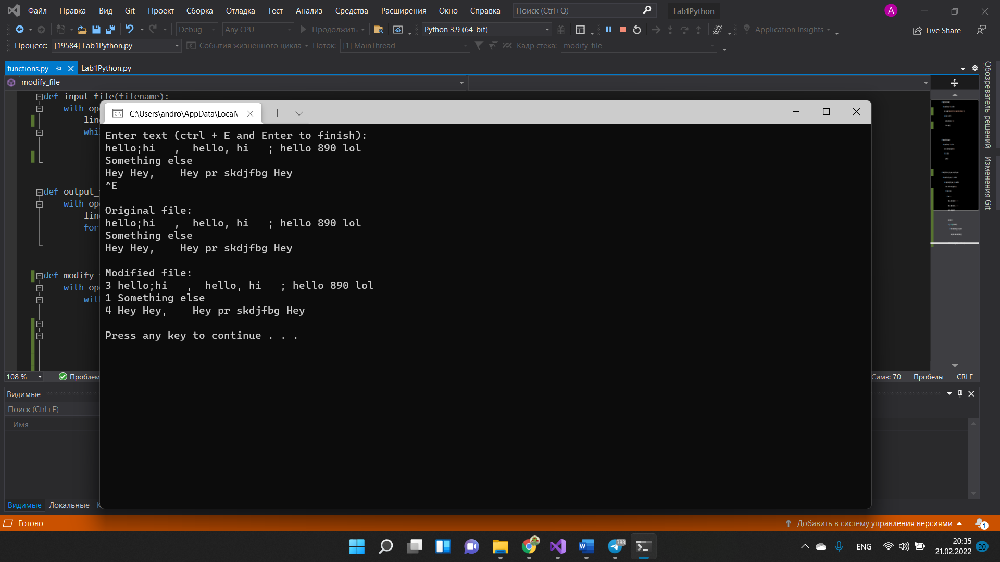 Файл Правка Вид Git Проект Сборка Отладка Тест Анализ Средства Расширения Окно Справка Поиск (Ctrl+Q) Lab1Python A
Debug Any CPU Продолжить Python 3.9 (64-bit) Application Insights Live Share
Процесс: [19584] Lab1Python.py События жизненного цикла Поток: [1] MainThread Кадр стека: modify_file
functions.py Lab1Python.py
modify_file
def input_file(filename):
with ope
line
whi
def output_
with ope
line
for
def modify_
with ope
wit
C:\Users\andro\AppData\Local\
Enter text (ctrl + E and Enter to finish):
hello;hi   ,  hello, hi   ; hello 890 lol
Something else
Hey Hey,    Hey pr skdjfbg Hey
^E
Original file:
hello;hi   ,  hello, hi   ; hello 890 lol
Something else
Hey Hey,    Hey pr skdjfbg Hey
Modified file:
3 hello;hi   ,  hello, hi   ; hello 890 lol
1 Something else
4 Hey Hey,    Hey pr skdjfbg Hey
Press any key to continue . . .
Обозреватель решений
Изменения Git
108 % Проблем Симв: 70 Пробелы CRLF
Видимые
Поиск (Ctrl+E)
Имя
Видимые Локальные
Готово Добавить в систему управления версиями 1
388 ENG 20:35
21.02.2022 20